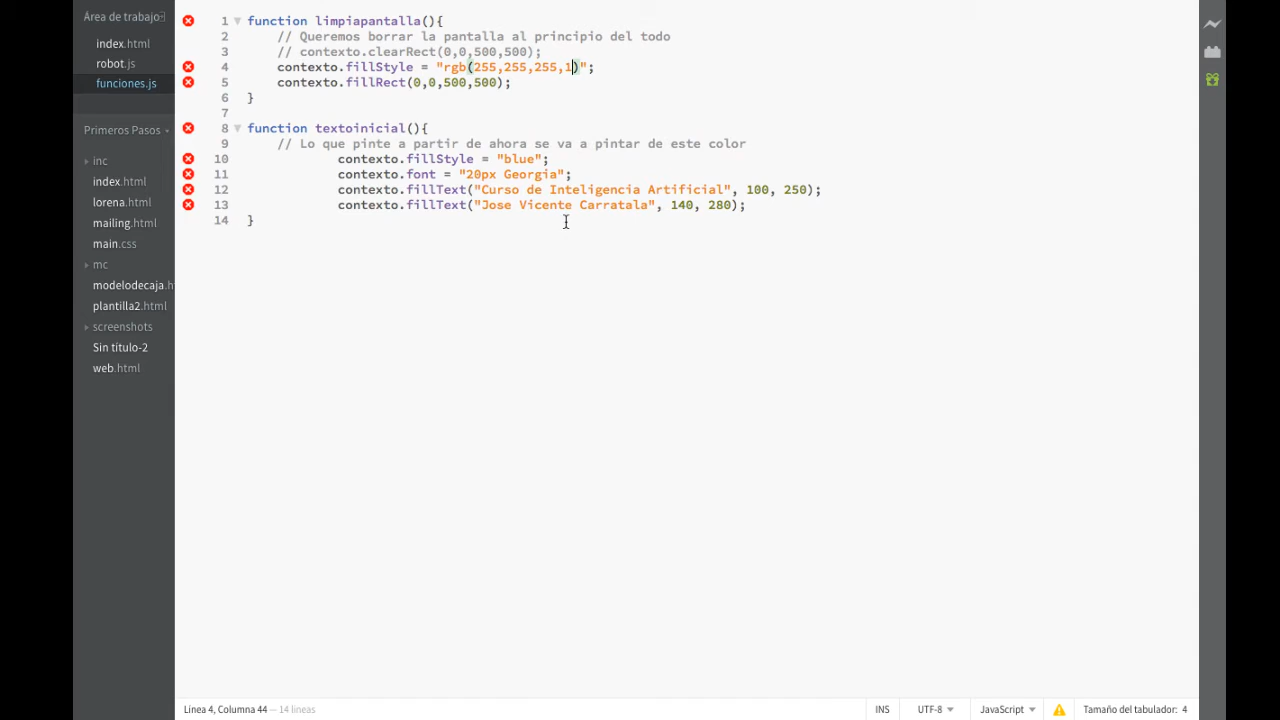 Área de trabajo
index.html
robot.js
funciones.js
Primeros Pasos
inc
index.html
lorena.html
mailing.html
main.css
mc
modelodecaja.h
plantilla2.html
screenshots
Sin título-2
web.html
1 function limpiapantalla(){
2 // Queremos borrar la pantalla al principio del todo
3 // contexto.clearRect(0,0,500,500);
4 contexto.fillStyle = "rgb(255,255,255,1)";
5 contexto.fillRect(0,0,500,500);
6 }
7
8 function textoinicial(){
9 // Lo que pinte a partir de ahora se va a pintar de este color
10 contexto.fillStyle = "blue";
11 contexto.font = "20px Georgia";
12 contexto.fillText("Curso de Inteligencia Artificial", 100, 250);
13 contexto.fillText("Jose Vicente Carratala", 140, 280);
14 }
Línea 4, Columna 44 — 14 líneas
INS UTF-8 JavaScript Tamaño del tabulador: 4